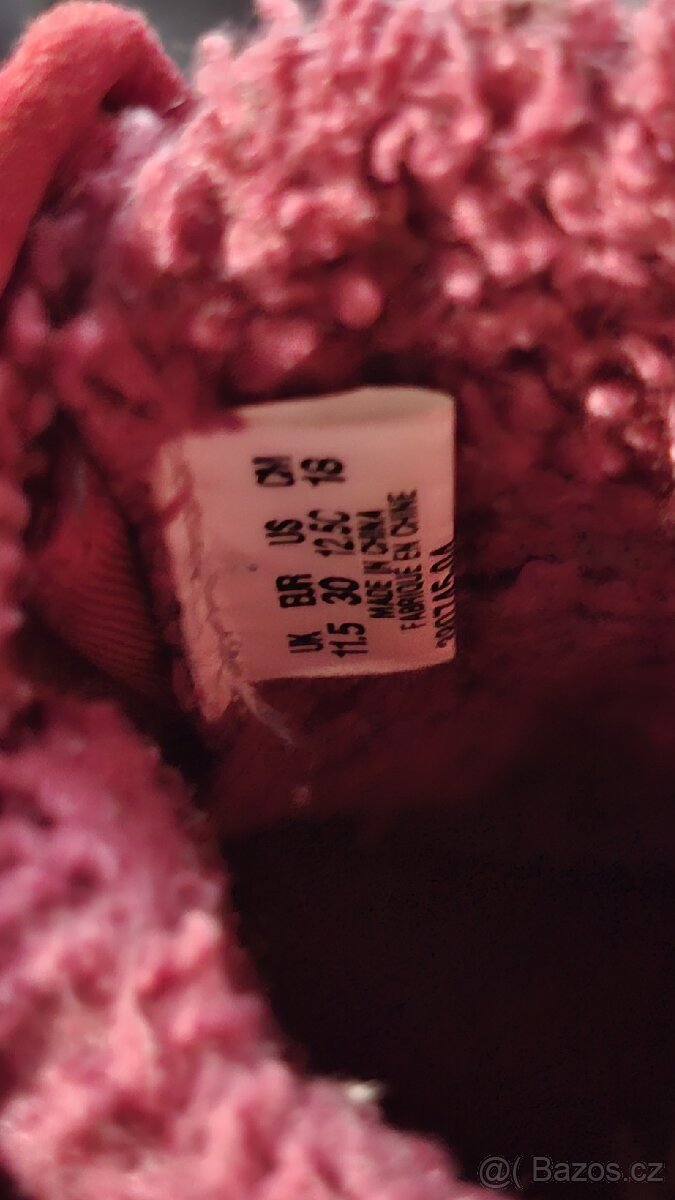 UK EUR US CM
11.5 30 12.5C 18
MADE IN CHINA
FABRIQUÉ EN CHINE
@( Bazos.cz